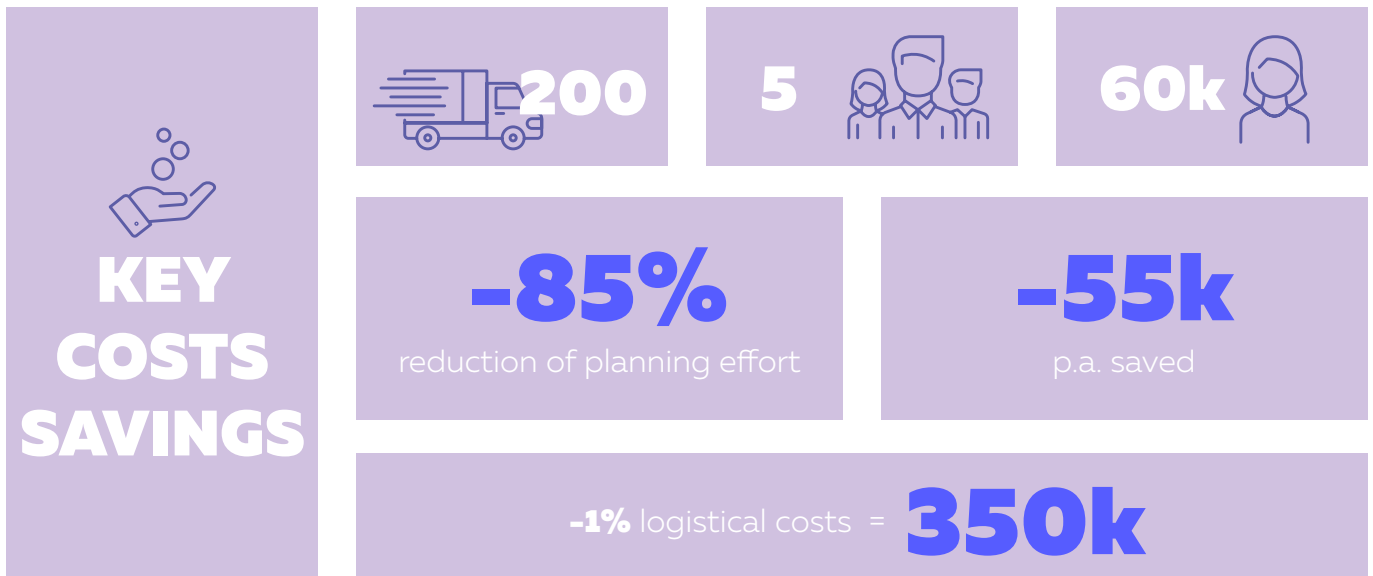 KEY
COSTS
SAVINGS
200
5
60k
-85%
reduction of planning effort
-55k
p.a. saved
-1% logistical costs = 350k